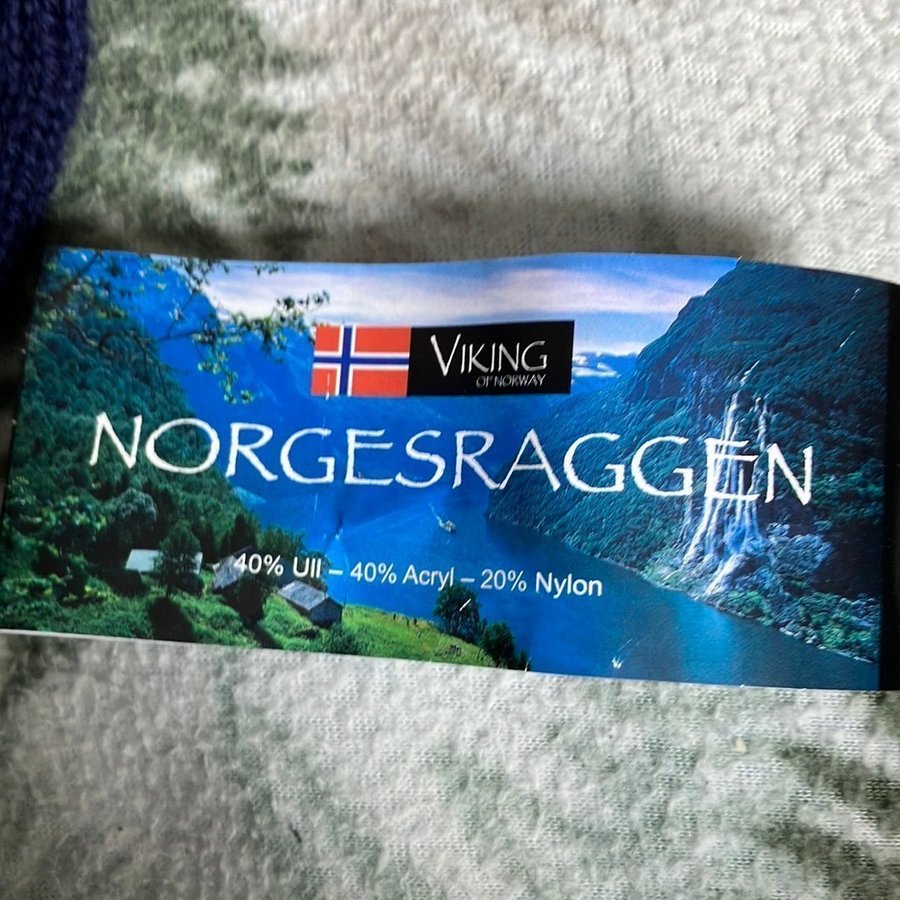 VIKING
OF NORWAY
NORGESRAGGEN
40% Ull – 40% Acryl – 20% Nylon